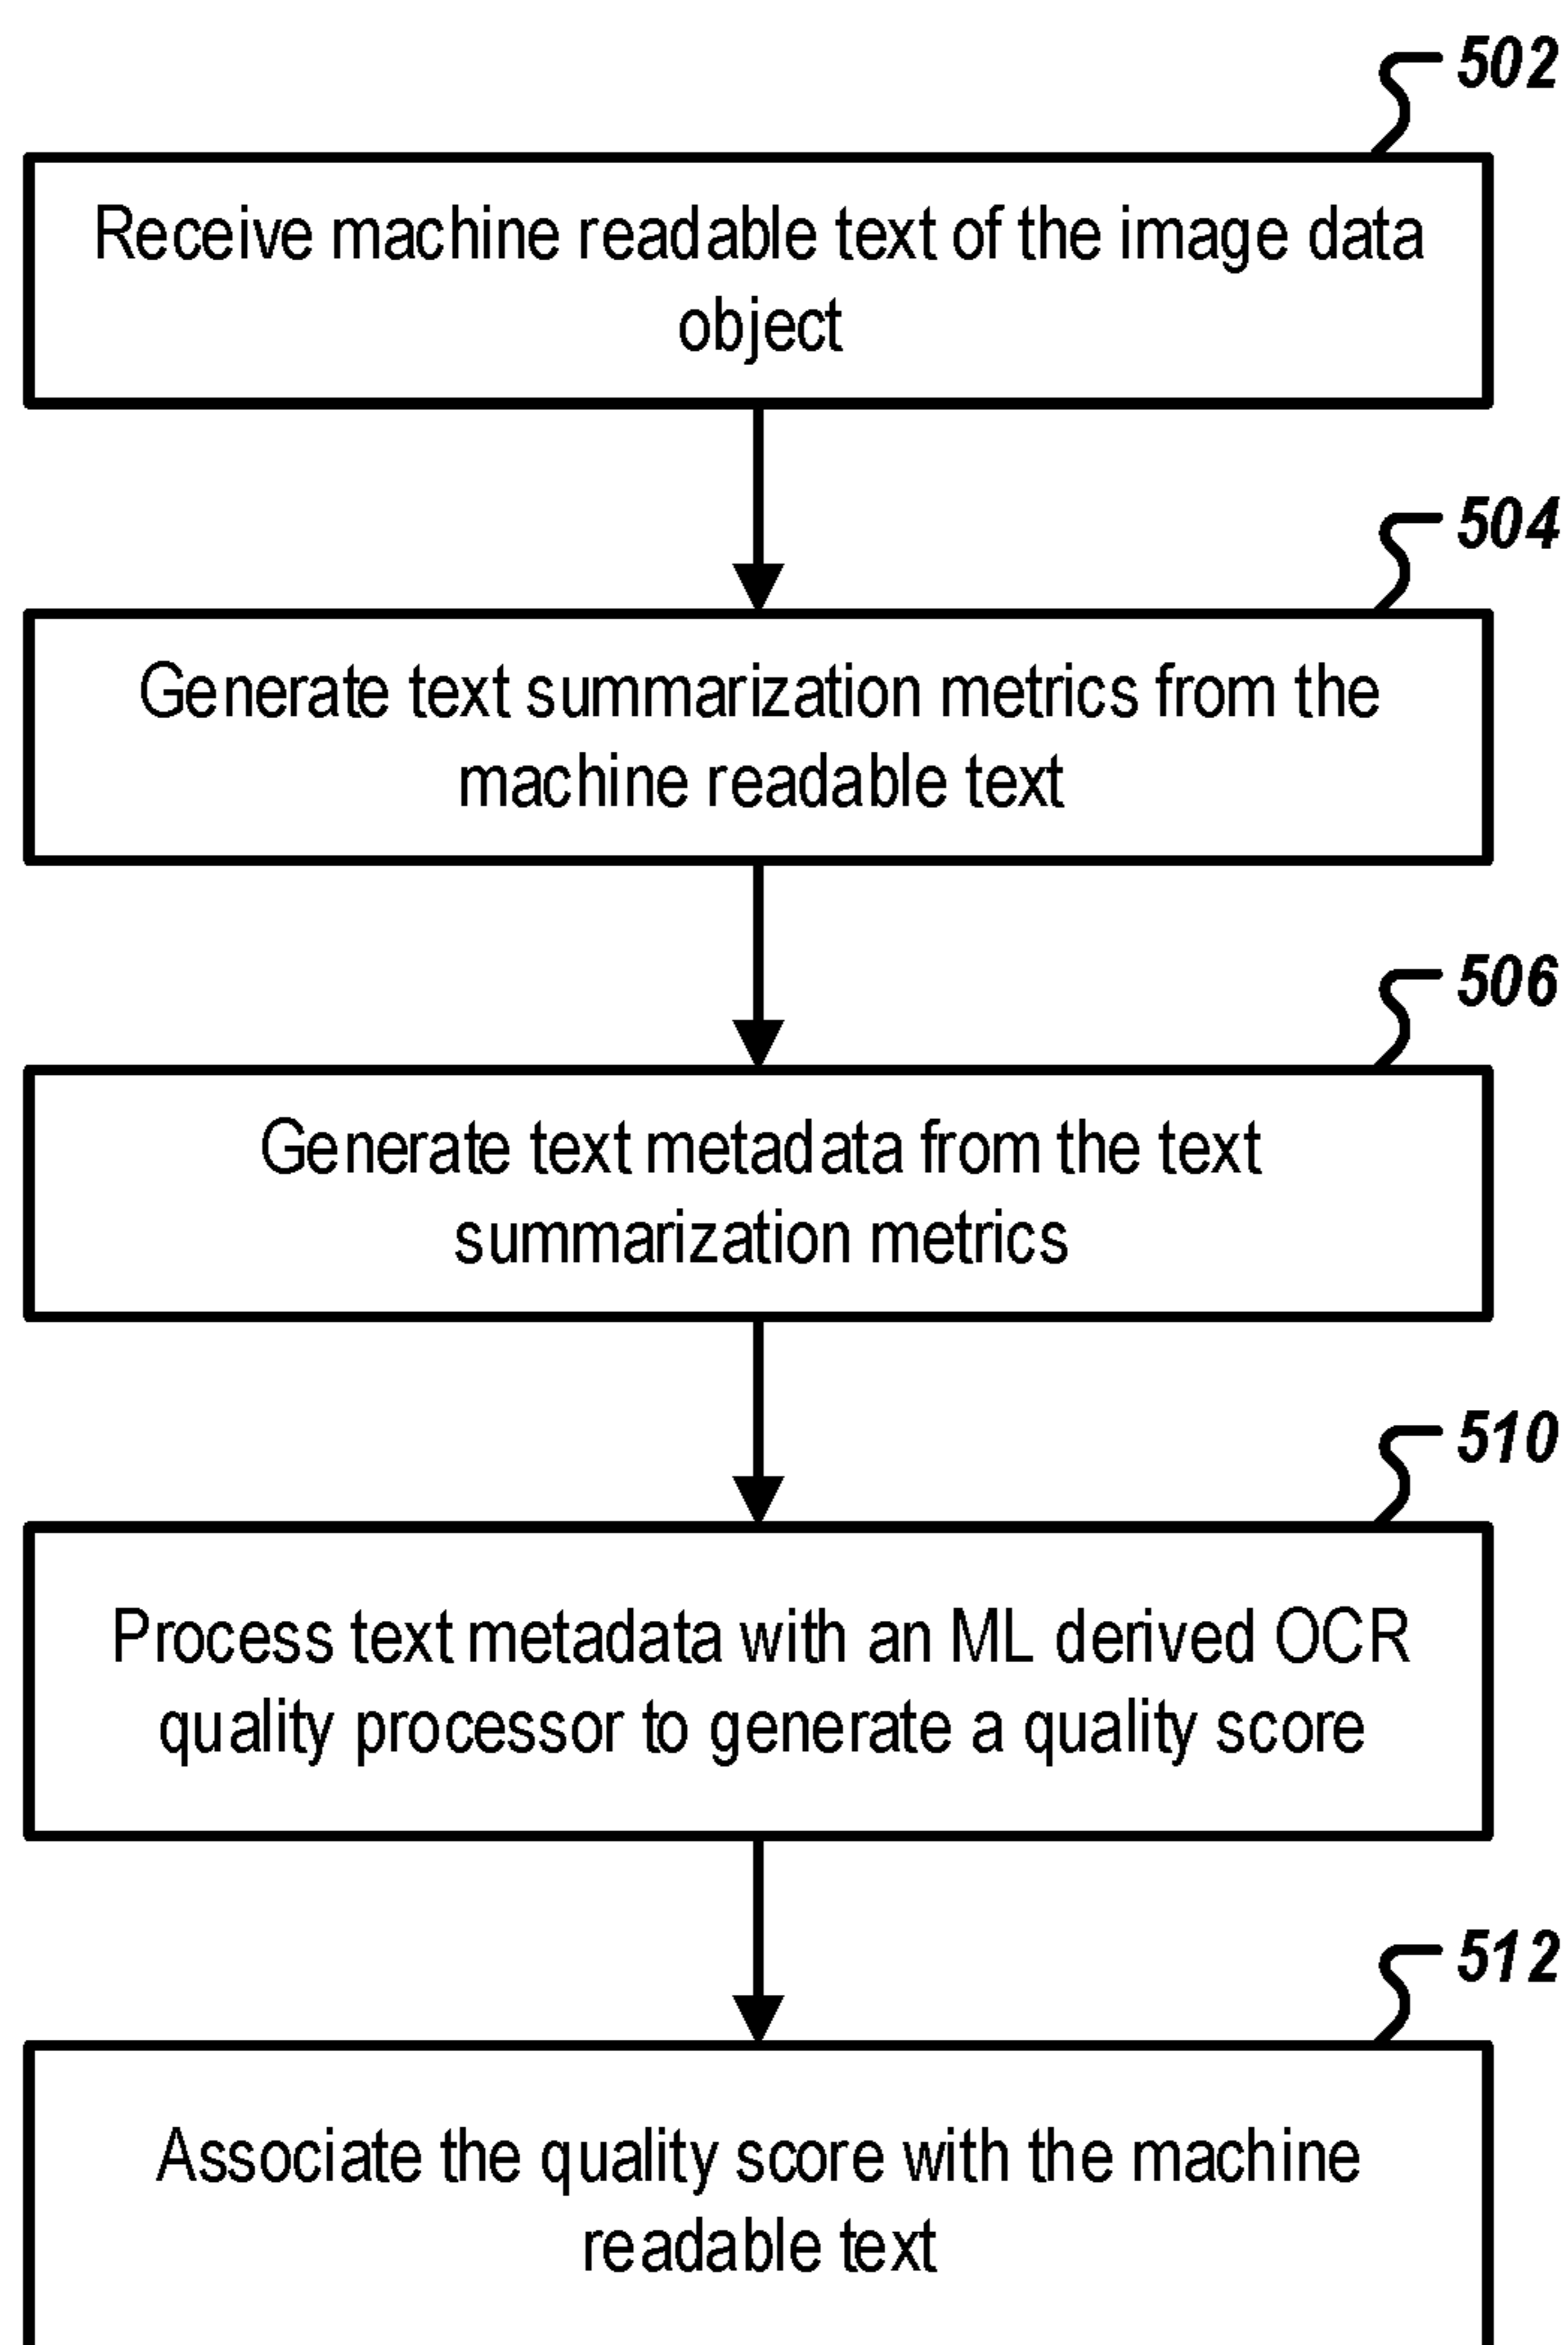 502
Receive machine readable text of the image data
object
504
Generate text summarization metrics from the
machine readable text
506
Generate text metadata from the text
summarization metrics
510
Process text metadata with an ML derived OCR
quality processor to generate a quality score
512
Associate the quality score with the machine
readable text